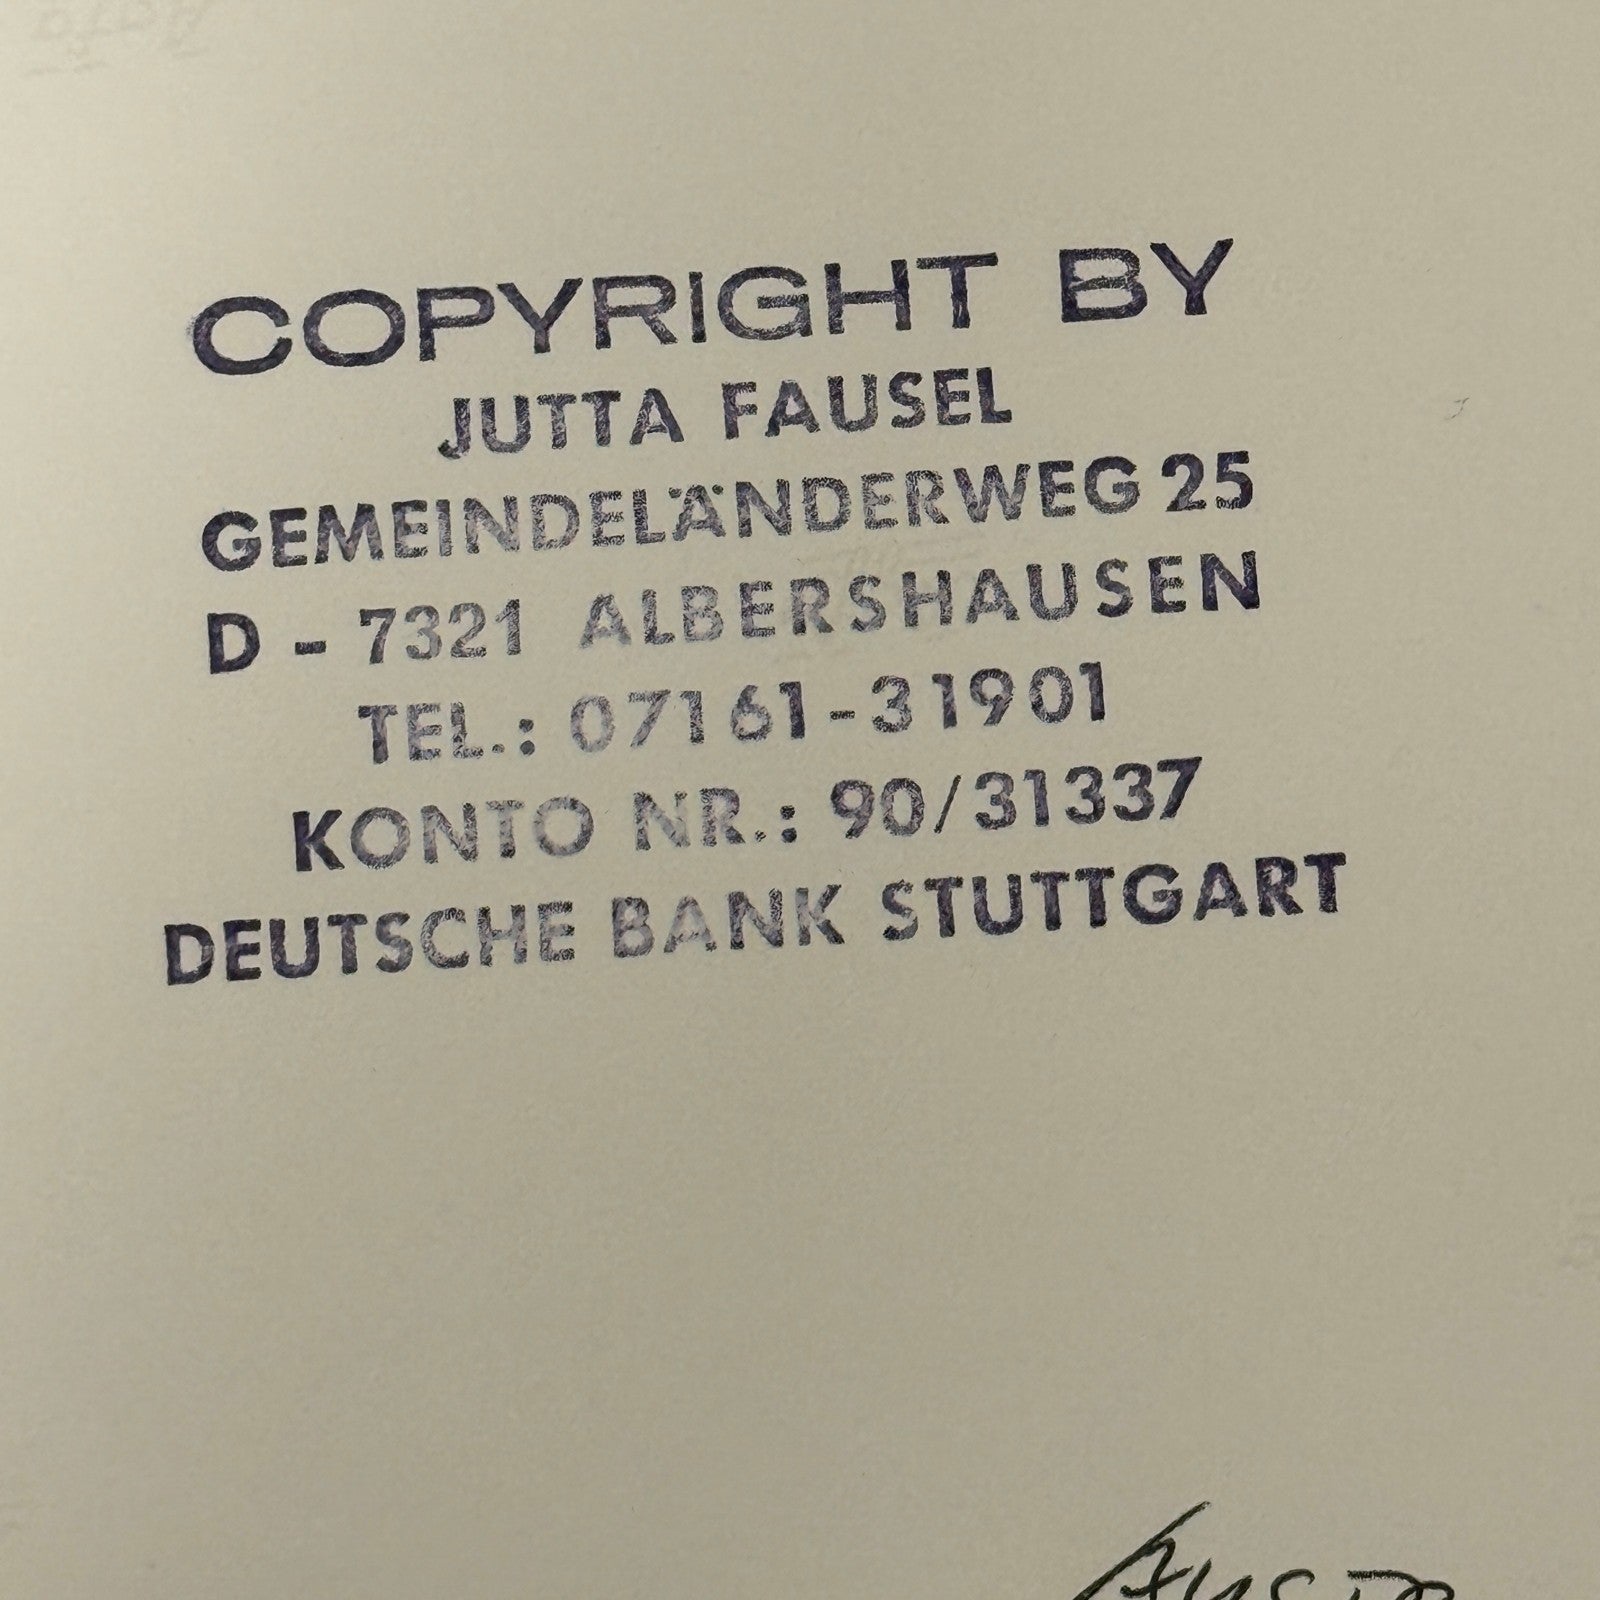 COPYRIGHT BY
JUTTA FAUSEL
GEMEINDELÄNDERWEG 25
D - 7321 ALBERSHAUSEN
TEL.: 07161-31901
KONTO NR.: 90/31337
DEUTSCHE BANK STUTTGART